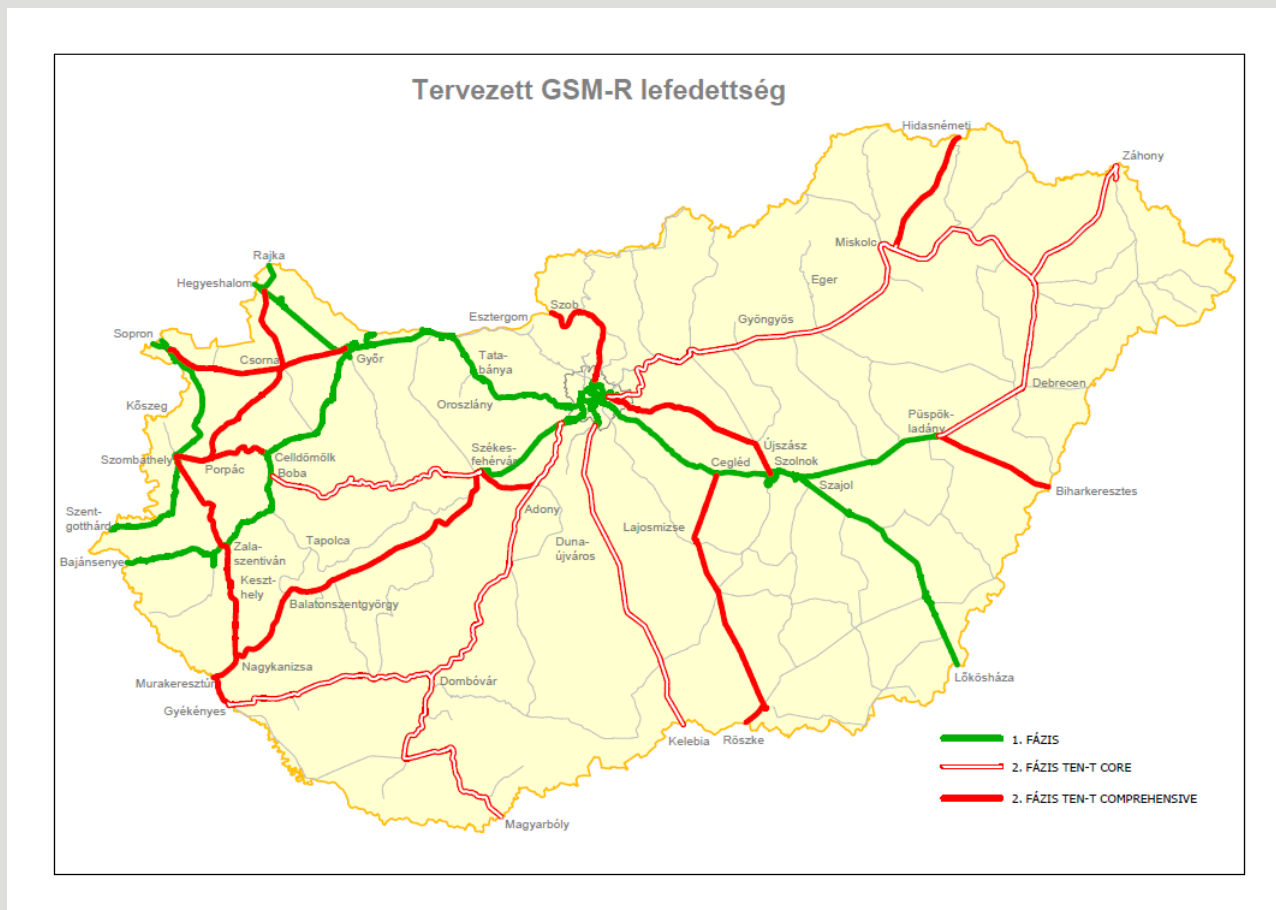 Tervezett GSM-R lefedettség
Hidasnémeti
Záhony
Miskolc
Rajka
Eger
Hegyeshalom
Szob
Esztergom
Gyöngyös
Sopron
Csorna
Győr
Tata-
bánya
Debrecen
Kőszeg
Oroszlány
Püspök-
ladány
Szombathely
Celldömölk
Székes-
fehérvár
Újszász
Porpác
Boba
Cegléd
Szolnok
Szajol
Biharkeresztes
Szent-
gotthárd
Adony
Lajosmizse
Tapolca
Duna-
újváros
Bajánsenye
Zala-
szentiván
Keszt-
hely
Balatonszentgyörgy
Nagykanizsa
Murakeresztúr
Dombóvár
Lőkösháza
Gyékényes
Kelebia
Röszke
1. FÁZIS
2. FÁZIS TEN-T CORE
2. FÁZIS TEN-T COMPREHENSIVE
Magyarbóly